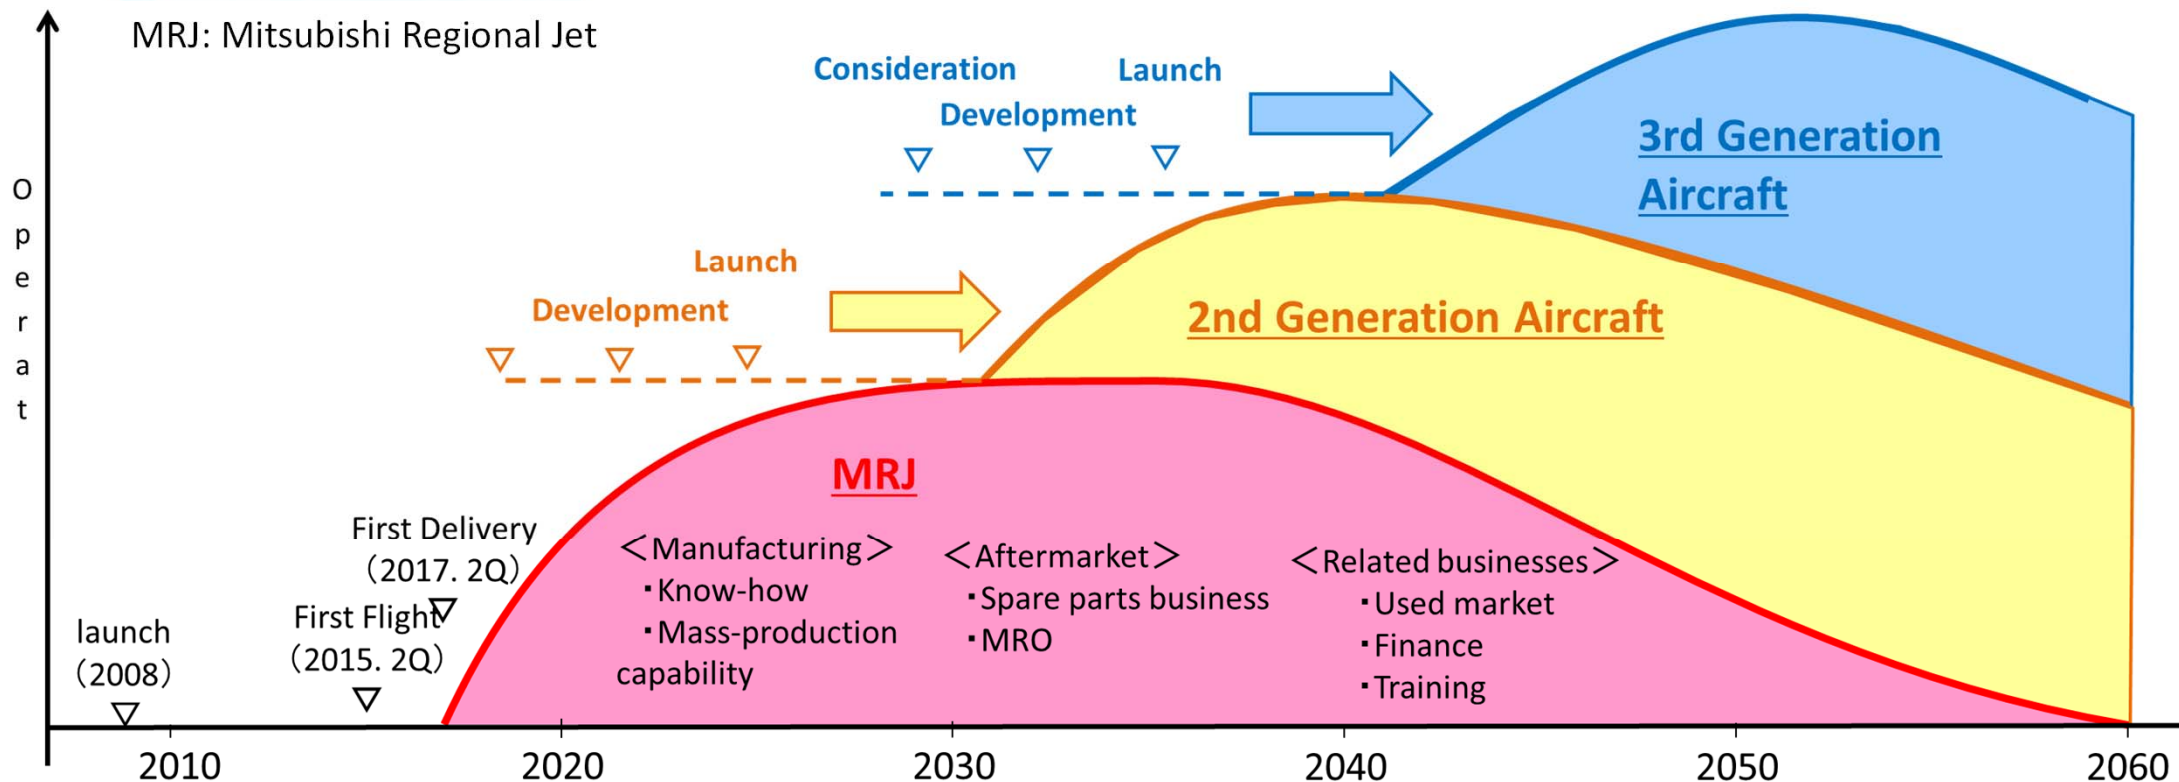 MRJ: Mitsubishi Regional Jet
Operat
Consideration
Launch
Development
3rd Generation
Aircraft
Launch
Development
2nd Generation Aircraft
MRJ
First Delivery
（2017. 2Q）
First Flight
（2015. 2Q）
launch
（2008）
＜Manufacturing＞
・Know-how
・Mass-production
capability
＜Aftermarket＞
・Spare parts business
・MRO
＜Related businesses＞
・Used market
・Finance
・Training
2010 2020 2030 2040 2050 2060